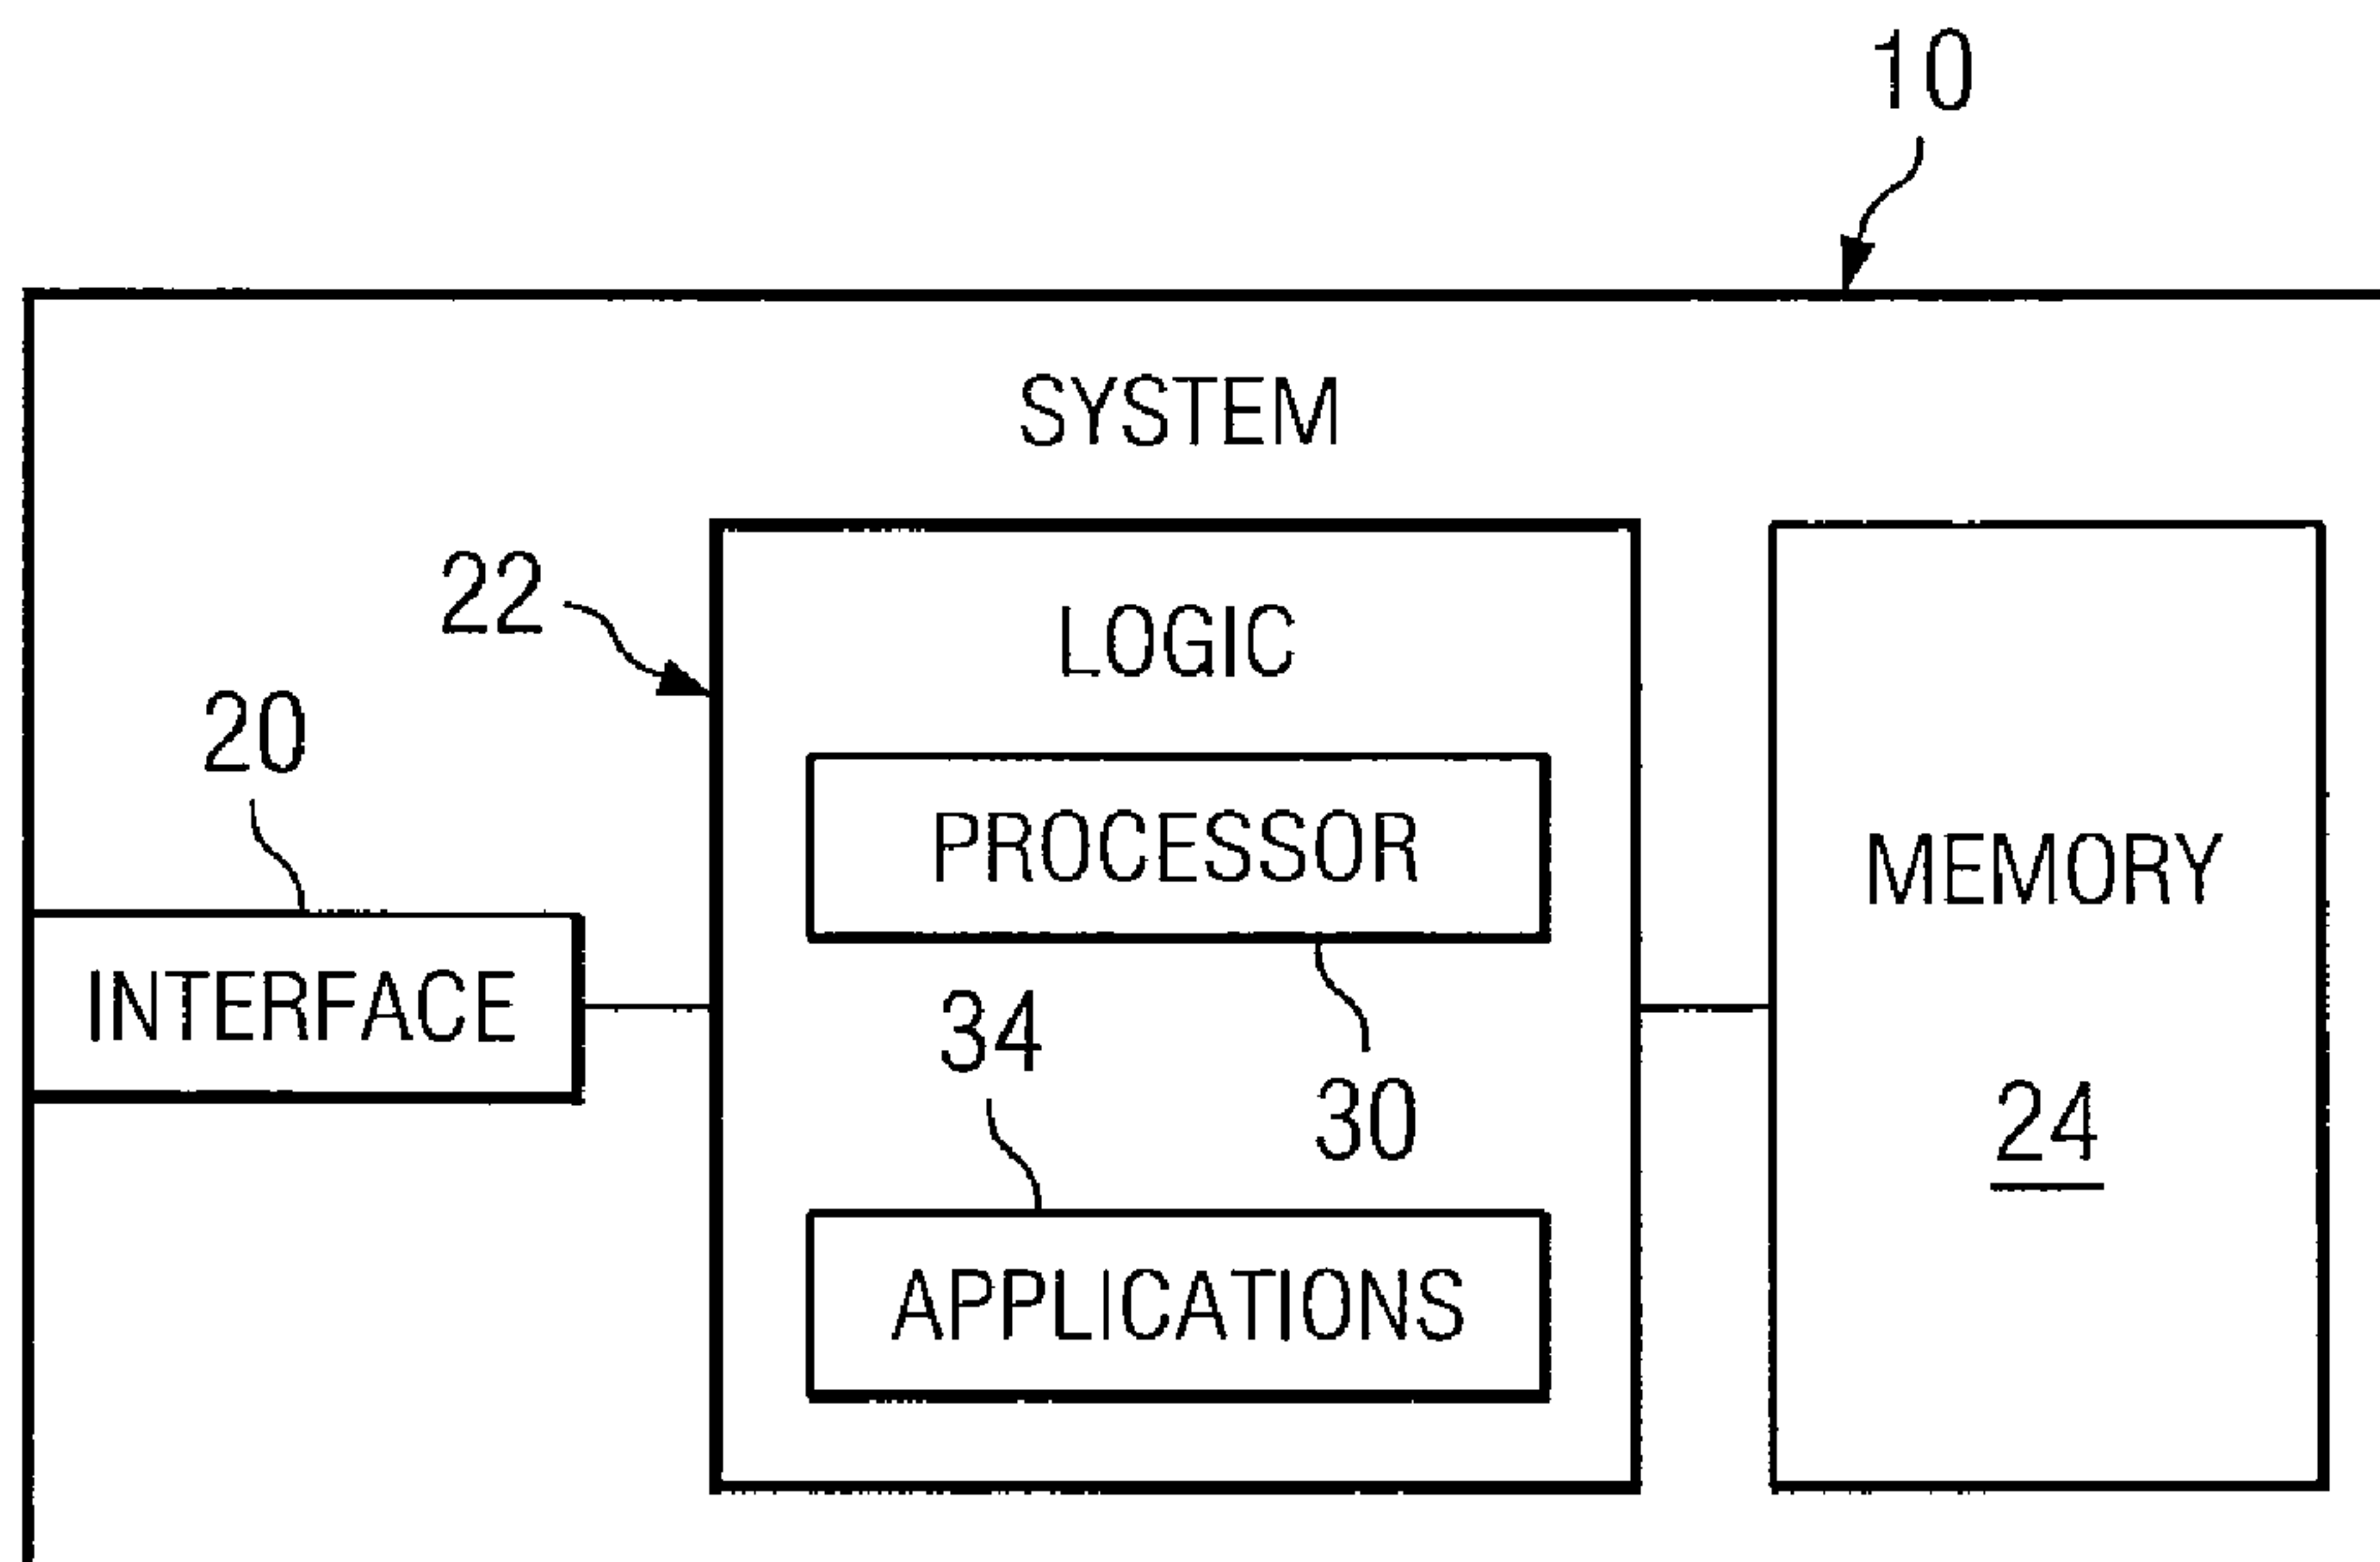 10
SYSTEM
22
LOGIC
20
PROCESSOR
MEMORY
INTERFACE
34
30
24
APPLICATIONS